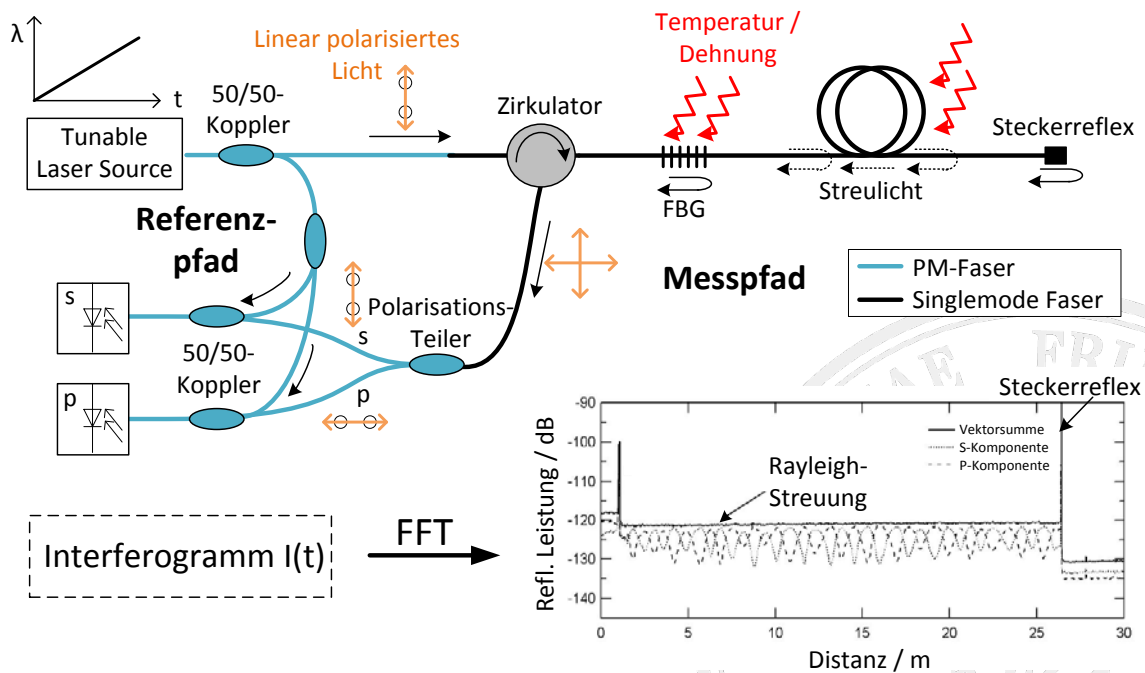 λ
t
Linear polarisiertes
Licht
Temperatur /
Dehnung
50/50-
Koppler
Zirkulator
Tunable
Laser Source
Steckerreflex
FBG
Streulicht
Referenz-
pfad
Messpfad
PM-Faser
Singlemode Faser
s
Polarisations-
Teiler
s
50/50-
Koppler
p
p
Steckerreflex
Interferogramm I(t)
FFT
Refl. Leistung / dB
-90
-100
-110
-120
-130
-140
Vektorsumme
S-Komponente
P-Komponente
Rayleigh-
Streuung
0
5
10
15
20
25
30
Distanz / m